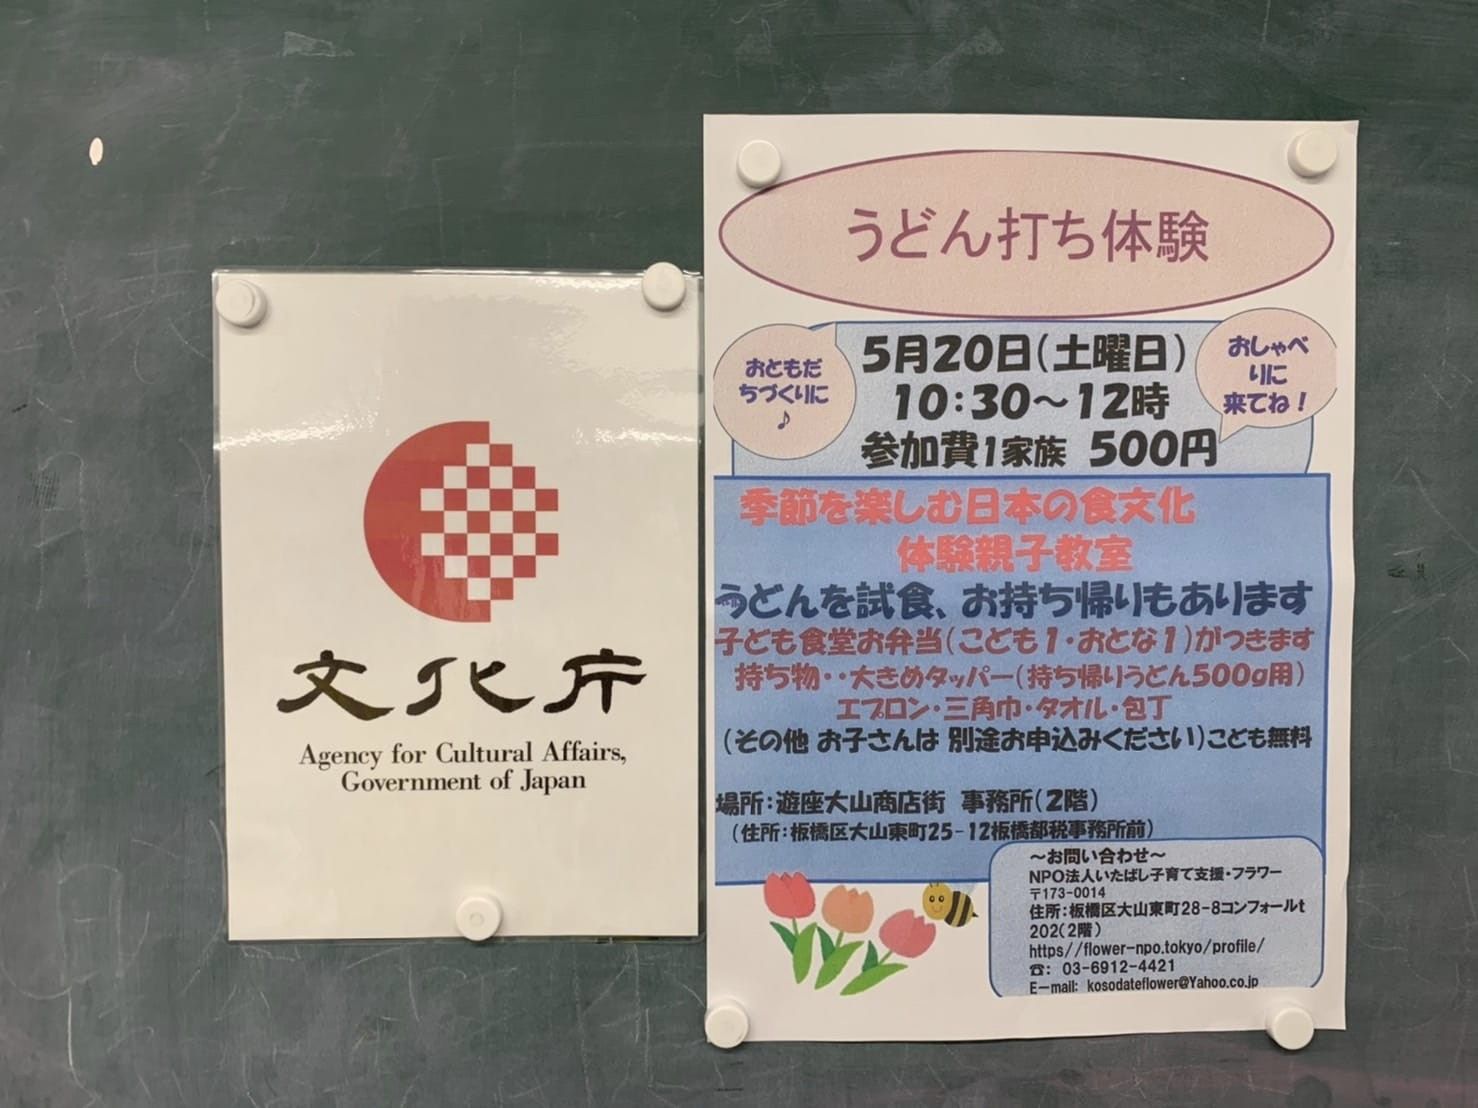 文化庁
Agency for Cultural Affairs,
Government of Japan
うどん打ち体験
おともだ
ちづくりに
♪
5月20日(土曜日)
10:30～12時
参加費1家族 500円
おしゃべ
りに
来てね!
季節を楽しむ日本の食文化
体験親子教室
うどんを試食、お持ち帰りもあります
子ども食堂お弁当(こども1・おとな1)がつきます
持ち物・・大きめタッパー(持ち帰りうどん500g用)
エプロン・三角巾・タオル・包丁
(その他 お子さんは 別途お申込みください)こども無料
場所:遊座大山商店街 事務所(2階)
(住所:板橋区大山東町25-12板橋都税事務所前)
～お問い合わせ～
NPO法人いたばし子育て支援・フラワー
〒173-0014
住所:板橋区大山東町28-8コンフォールt
202(2階)
https//flower-npo.tokyo/profile/
☎: 03-6912-4421
E-mail: kosodateflower@Yahoo.co.jp